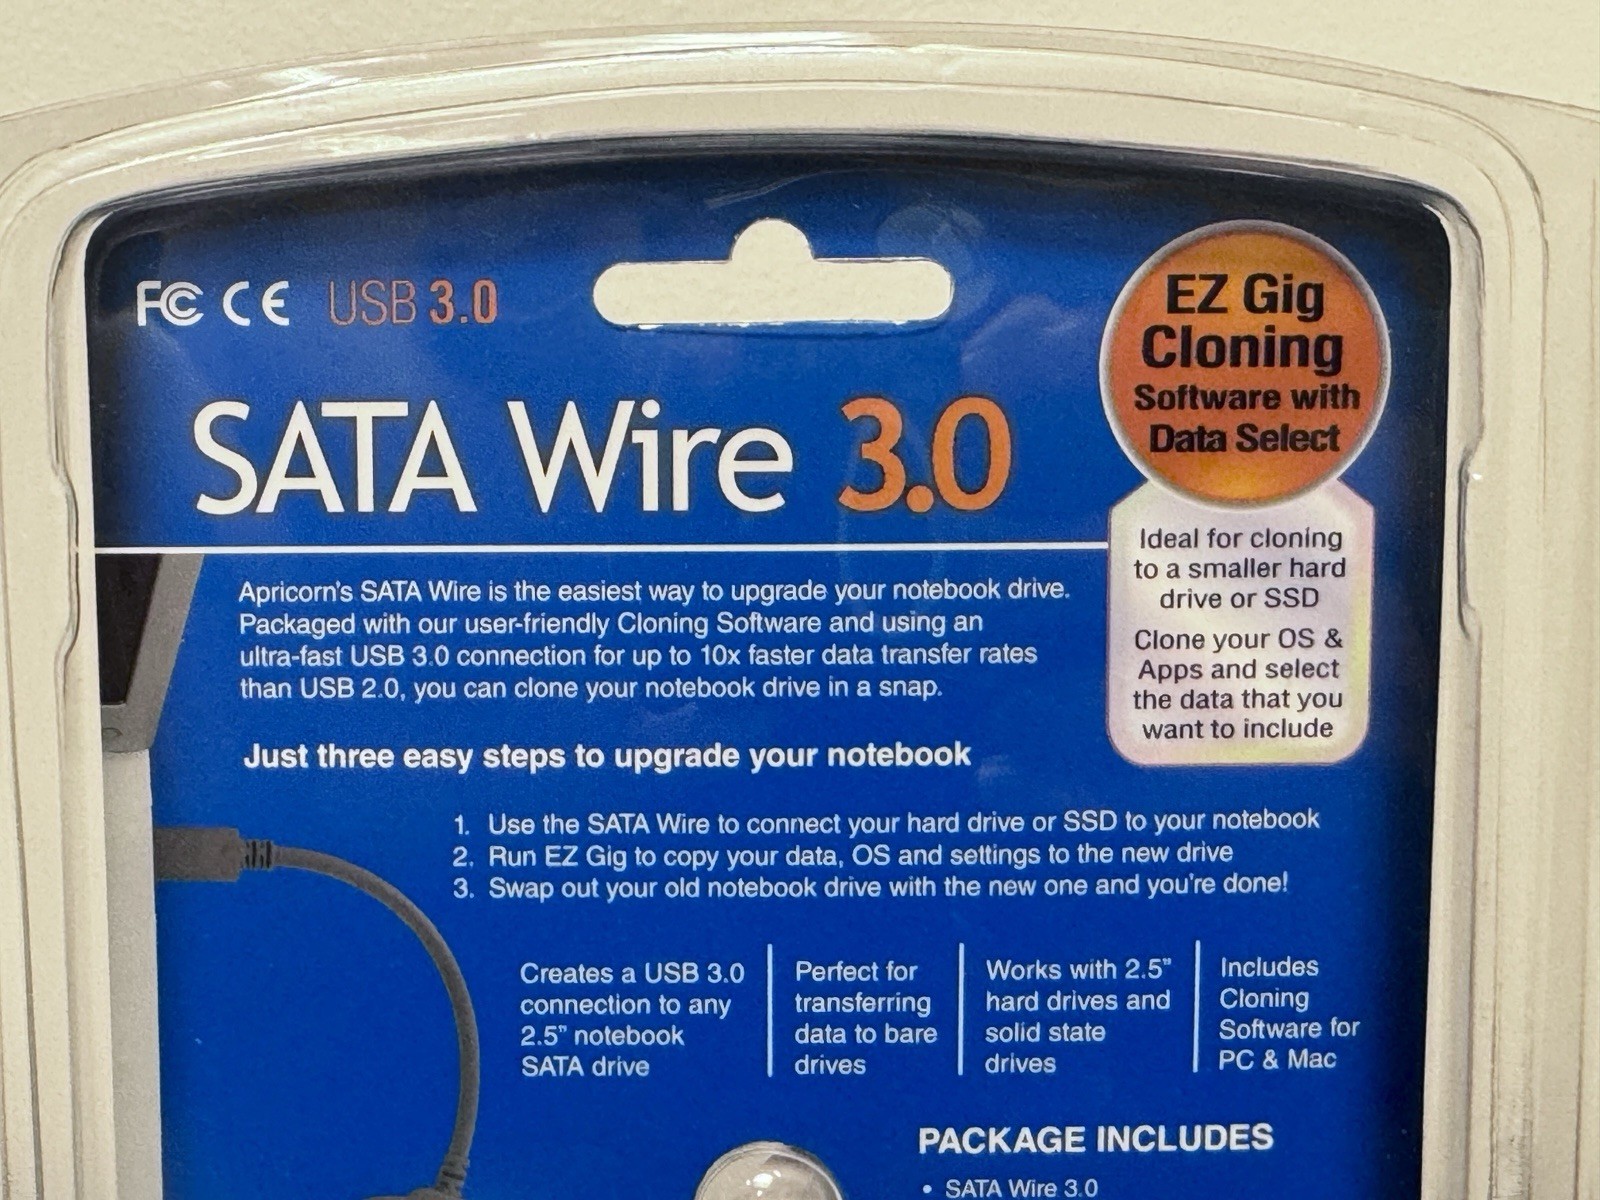 FC CE USB 3.0
SATA Wire 3.0
EZ Gig
Cloning
Software with
Data Select
Ideal for cloning
to a smaller hard
drive or SSD
Clone your OS &
Apps and select
the data that you
want to include
Apricorn's SATA Wire is the easiest way to upgrade your notebook drive.
Packaged with our user-friendly Cloning Software and using an
ultra-fast USB 3.0 connection for up to 10x faster data transfer rates
than USB 2.0, you can clone your notebook drive in a snap.
Just three easy steps to upgrade your notebook
1. Use the SATA Wire to connect your hard drive or SSD to your notebook
2. Run EZ Gig to copy your data, OS and settings to the new drive
3. Swap out your old notebook drive with the new one and you're done!
Creates a USB 3.0
connection to any
2.5" notebook
SATA drive
Perfect for
transferring
data to bare
drives
Works with 2.5"
hard drives and
solid state
drives
Includes
Cloning
Software for
PC & Mac
PACKAGE INCLUDES
• SATA Wire 3.0